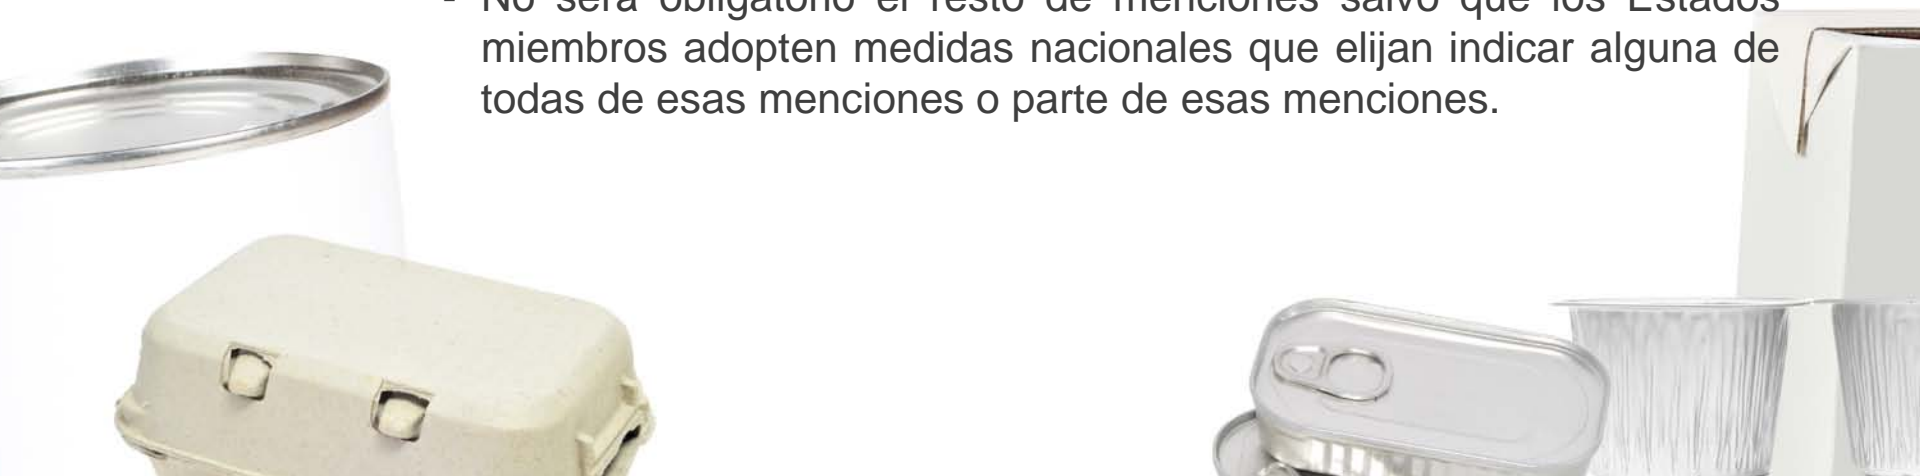 - No será obligatorio el resto de menciones salvo que los Estados
miembros adopten medidas nacionales que elijan indicar alguna de
todas de esas menciones o parte de esas menciones.